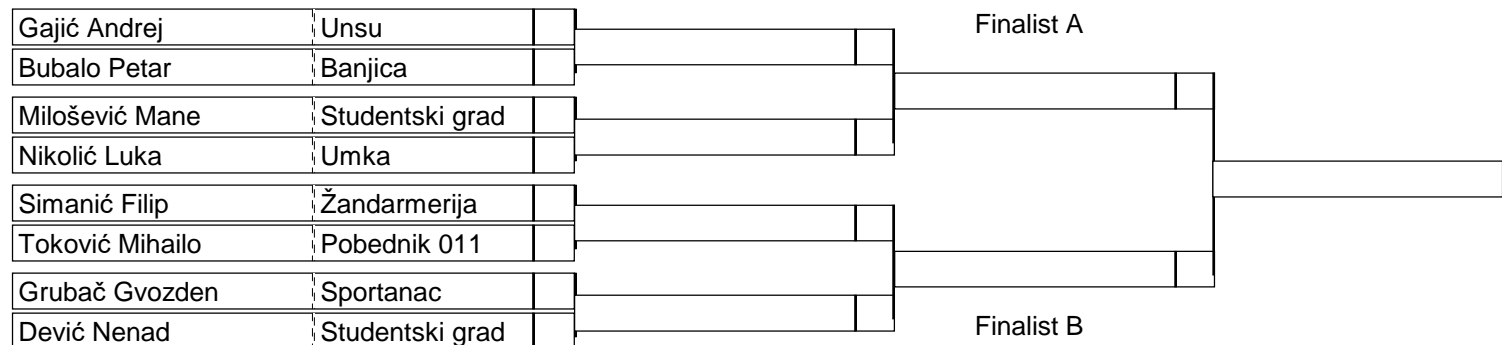 Gajić Andrej Unsu
Finalist A
Bubalo Petar Banjica
Milošević Mane Studentski grad
Nikolić Luka Umka
Simanić Filip Žandarmerija
Toković Mihailo Pobednik 011
Grubač Gvozden Sportanac
Dević Nenad Studentski grad
Finalist B